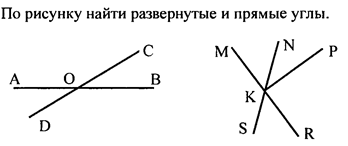 По рисунку найти развернутые и прямые углы.
C
A O B
D
M N P
K
S R